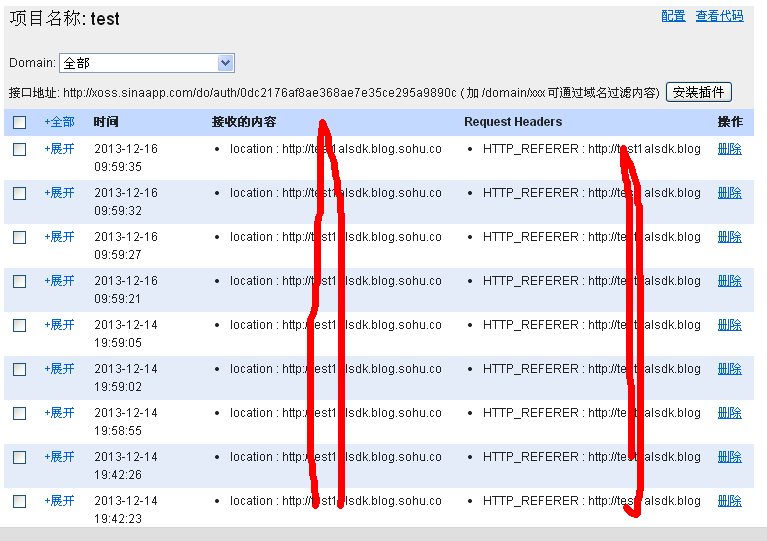 项目名称: test
配置 查看代码
Domain: 全部
接口地址: http://xoss.sinaapp.com/do/auth/0dc2176af8ae368ae7e35ce295a9890c ( 加 /domain/xxx 可通过域名过滤内容) 安装插件
+全部 时间 接收的内容 Request Headers 操作
+展开 2013-12-16 • location : http://test1alsdk.blog.sohu.co • HTTP_REFERER : http://test1alsdk.blog 删除
09:59:35
+展开 2013-12-16 • location : http://test1alsdk.blog.sohu.co • HTTP_REFERER : http://test1alsdk.blog 删除
09:59:32
+展开 2013-12-16 • location : http://test1alsdk.blog.sohu.co • HTTP_REFERER : http://test1alsdk.blog 删除
09:59:27
+展开 2013-12-16 • location : http://test1alsdk.blog.sohu.co • HTTP_REFERER : http://test1alsdk.blog 删除
09:59:21
+展开 2013-12-14 • location : http://test1alsdk.blog.sohu.co • HTTP_REFERER : http://test1alsdk.blog 删除
19:59:05
+展开 2013-12-14 • location : http://test1alsdk.blog.sohu.co • HTTP_REFERER : http://test1alsdk.blog 删除
19:59:02
+展开 2013-12-14 • location : http://test1alsdk.blog.sohu.co • HTTP_REFERER : http://test1alsdk.blog 删除
19:58:55
+展开 2013-12-14 • location : http://test1alsdk.blog.sohu.co • HTTP_REFERER : http://test1alsdk.blog 删除
19:42:26
+展开 2013-12-14 • location : http://test1alsdk.blog.sohu.co • HTTP_REFERER : http://test1alsdk.blog 删除
19:42:23